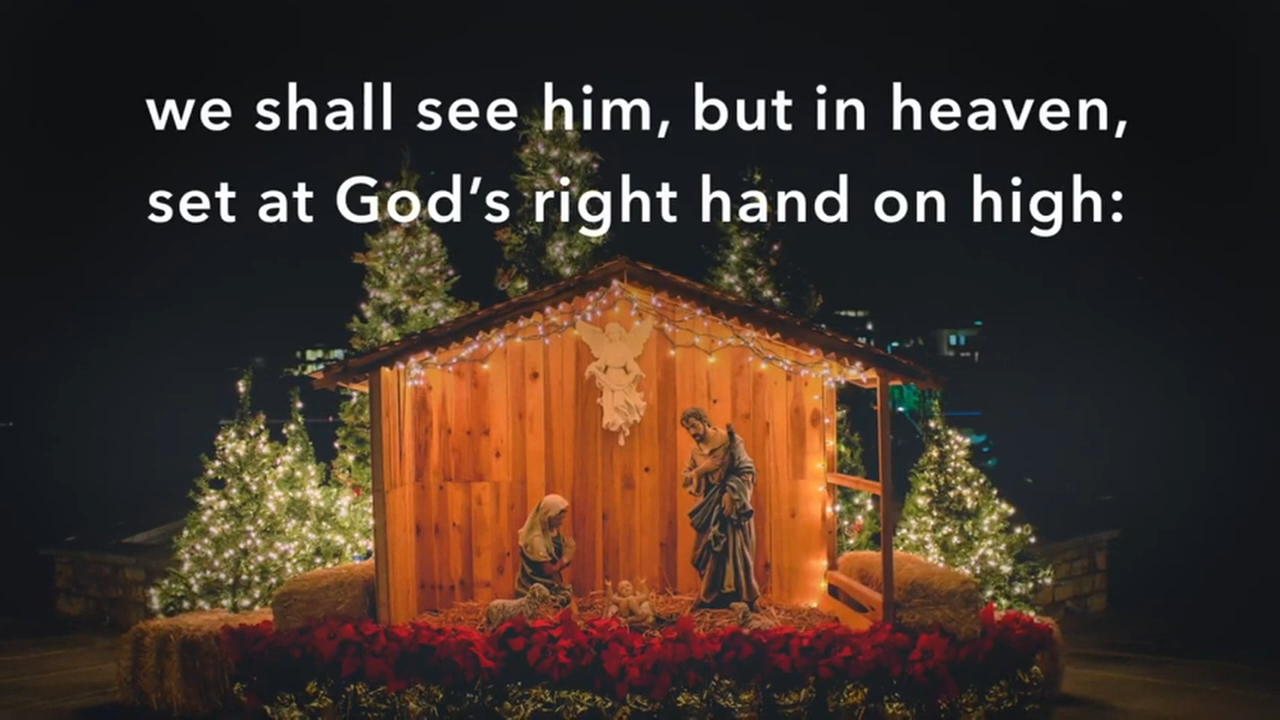 we shall see him, but in heaven,
set at God’s right hand on high: